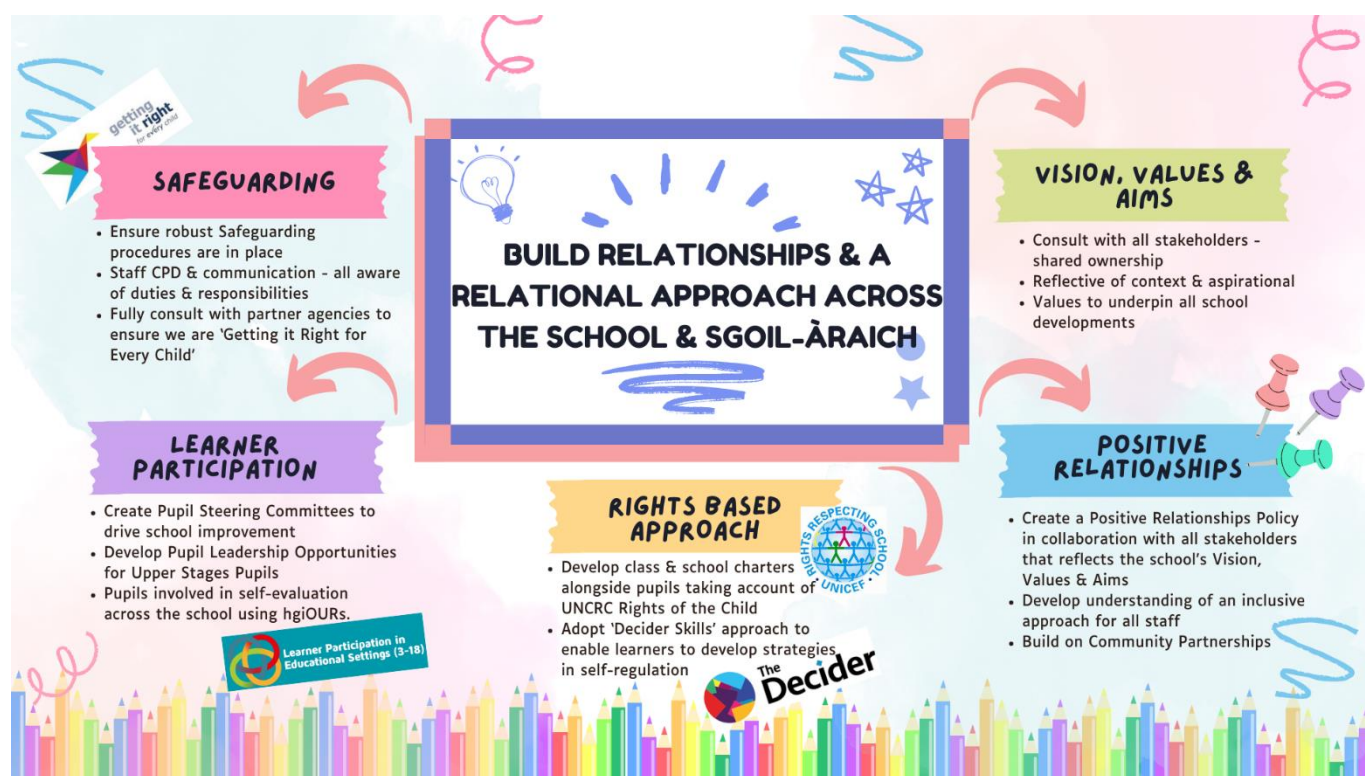 getting
it right
for every child
SAFEGUARDING
• Ensure robust Safeguarding
procedures are in place
• Staff CPD & communication - all aware
of duties & responsibilities
• Fully consult with partner agencies to
ensure we are ‘Getting it Right for
Every Child’
BUILD RELATIONSHIPS & A
RELATIONAL APPROACH ACROSS
THE SCHOOL & SGOIL-ÀRAICH
VISION, VALUES &
AIMS
• Consult with all stakeholders -
shared ownership
• Reflective of context & aspirational
• Values to underpin all school
developments
LEARNER
PARTICIPATION
• Create Pupil Steering Committees to
drive school improvement
• Develop Pupil Leadership Opportunities
for Upper Stages Pupils
• Pupils involved in self-evaluation
across the school using hgiOURs.
Learner Participation in
Educational Settings (3-18)
RIGHTS BASED
APPROACH
RIGHTS RESPECTING SCHOOL
• UNICEF •
• Develop class & school charters
alongside pupils taking account of
UNCRC Rights of the Child
• Adopt ‘Decider Skills’ approach to
enable learners to develop strategies
in self-regulation
The
Decider
POSITIVE
RELATIONSHIPS
• Create a Positive Relationships Policy
in collaboration with all stakeholders
that reflects the school’s Vision,
Values & Aims
• Develop understanding of an inclusive
approach for all staff
• Build on Community Partnerships